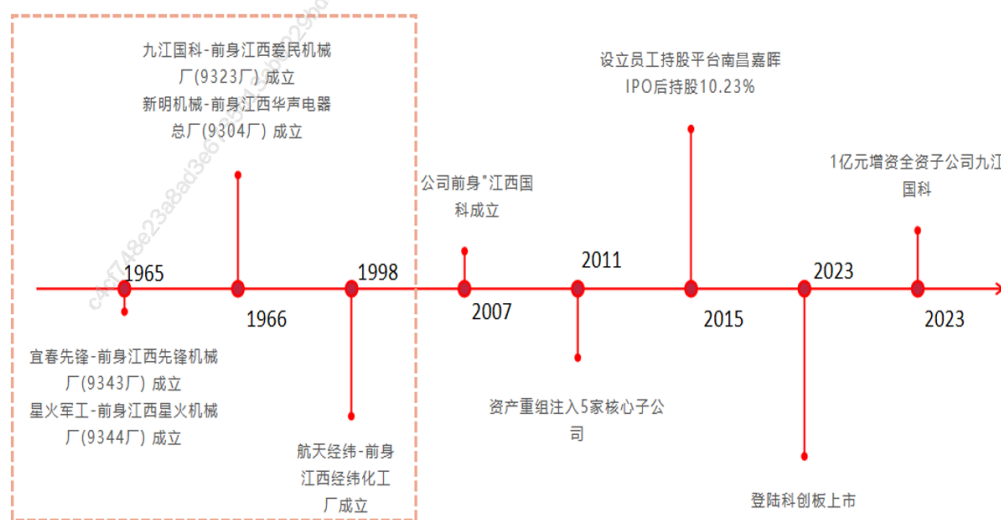 九江国科-前身江西爱民机械
厂(9323厂) 成立
新明机械-前身江西华声电器
总厂(9304厂) 成立
设立员工持股平台南昌嘉晖
IPO后持股10.23%
公司前身"江西国
科成立
1亿元增资全资子公司九江
国科
1965
1966
1998
2007
2011
2015
2023
2023
宜春先锋-前身江西先锋机械
厂(9343厂) 成立
星火军工-前身江西星火机械
厂(9344厂) 成立
航天经纬-前身
江西经纬化工
厂成立
资产重组注入5家核心子公
司
登陆科创板上市